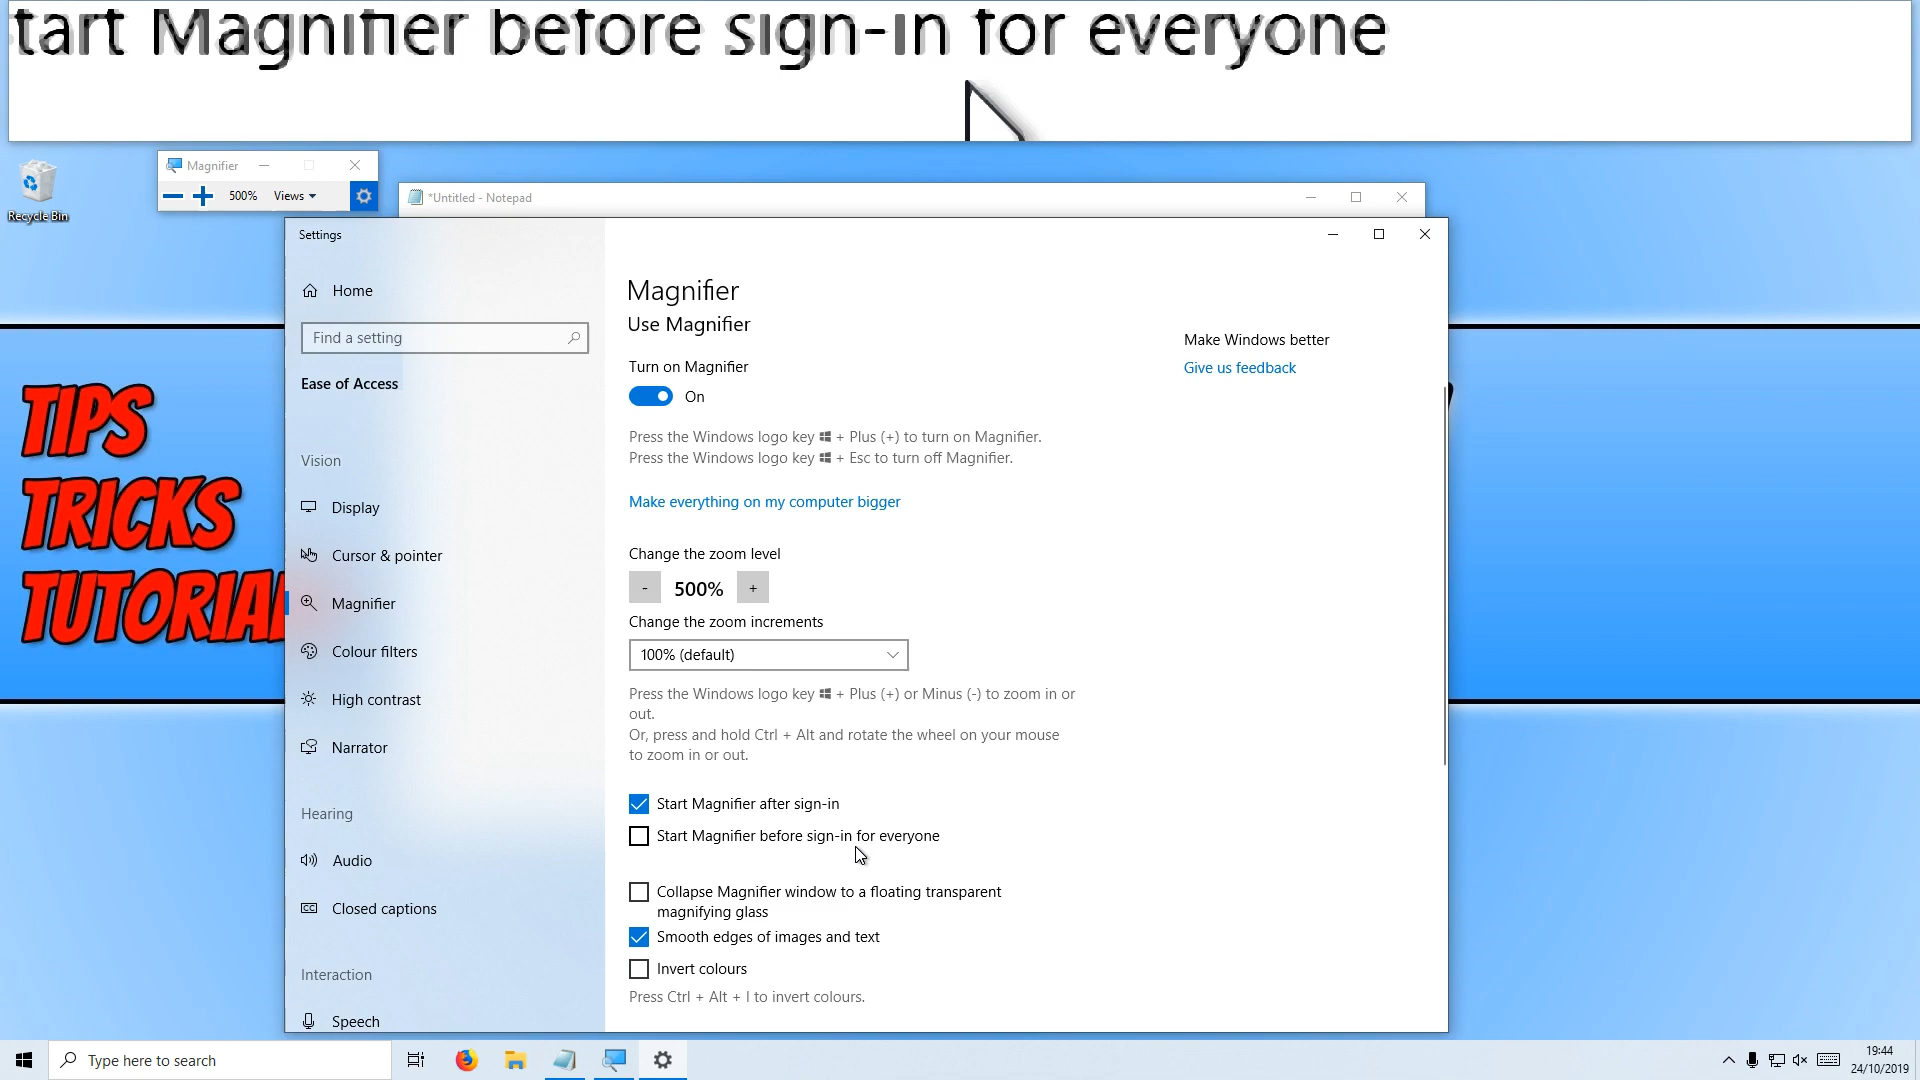 tart Magnifier before sign-in for everyone
Recycle Bin
Magnifier
500% Views
*Untitled - Notepad
Settings
Home
Find a setting
Ease of Access
Vision
Display
Cursor & pointer
Magnifier
Colour filters
High contrast
Narrator
Hearing
Audio
Closed captions
Interaction
Speech
Magnifier
Use Magnifier
Turn on Magnifier
On
Press the Windows logo key + Plus (+) to turn on Magnifier.
Press the Windows logo key + Esc to turn off Magnifier.
Make everything on my computer bigger
Change the zoom level
- 500% +
Change the zoom increments
100% (default)
Press the Windows logo key + Plus (+) or Minus (-) to zoom in or
out.
Or, press and hold Ctrl + Alt and rotate the wheel on your mouse
to zoom in or out.
Start Magnifier after sign-in
Start Magnifier before sign-in for everyone
Collapse Magnifier window to a floating transparent
magnifying glass
Smooth edges of images and text
Invert colours
Press Ctrl + Alt + I to invert colours.
Make Windows better
Give us feedback
TIPS
TRICKS
TUTORIAL
Type here to search
19:44
24/10/2019